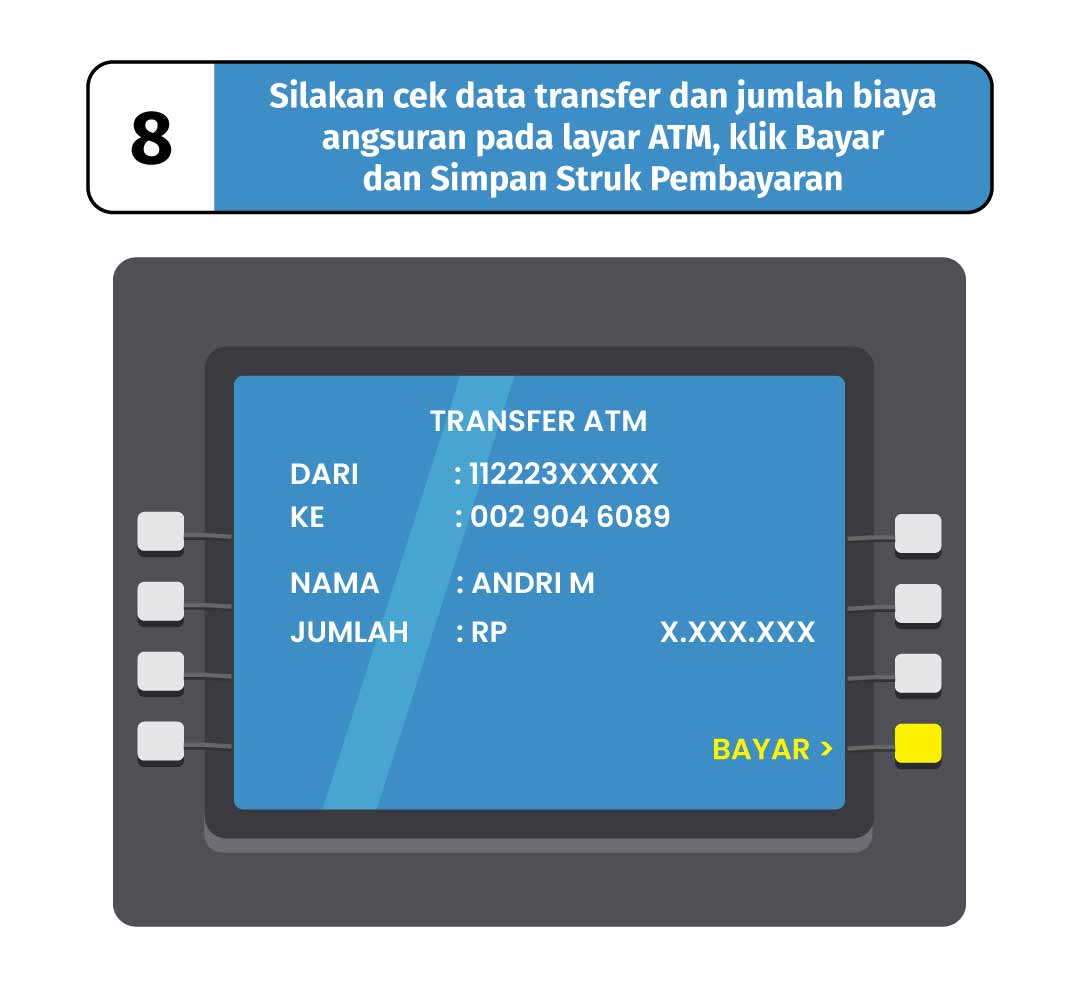 8
Silakan cek data transfer dan jumlah biaya
angsuran pada layar ATM, klik Bayar
dan Simpan Struk Pembayaran
TRANSFER ATM
DARI : 112223XXXXX
KE : 002 904 6089
NAMA : ANDRI M
JUMLAH : RP X.XXX.XXX
BAYAR >